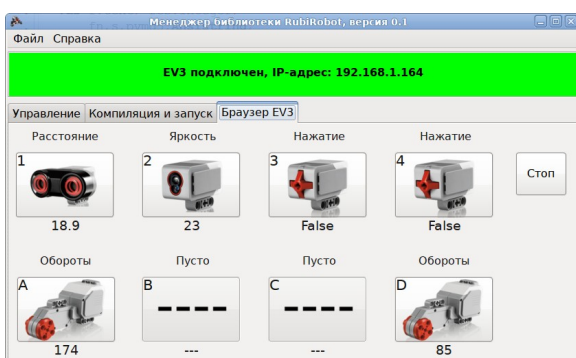 Менеджер библиотеки RubiRobot, версия 0.1
Файл Справка
EV3 подключен, IP-адрес: 192.168.1.164
Управление Компиляция и запуск Браузер EV3
Расстояние Яркость Нажатие Нажатие
1 2 3 4 Стоп
18.9 23 False False
Обороты Пусто Пусто Обороты
A B ---- C ---- D
174 --- --- 85